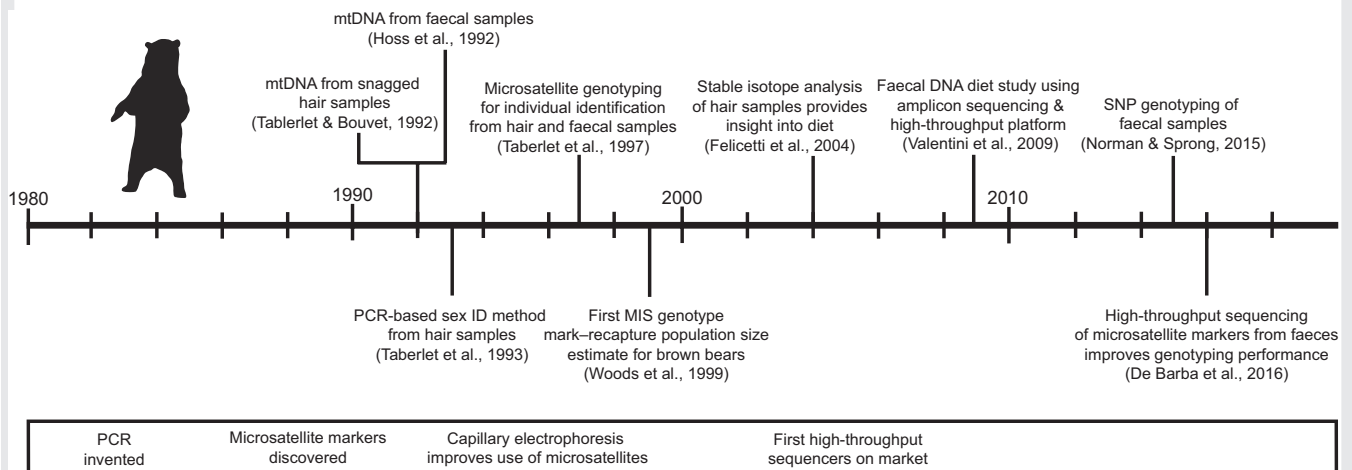 mtDNA from faecal samples
(Hoss et al., 1992)
mtDNA from snagged
hair samples
(Tablerlet & Bouvet, 1992)
Microsatellite genotyping
for individual identification
from hair and faecal samples
(Taberlet et al., 1997)
Stable isotope analysis
of hair samples provides
insight into diet
(Felicetti et al., 2004)
Faecal DNA diet study using
amplicon sequencing &
high-throughput platform
(Valentini et al., 2009)
SNP genotyping of
faecal samples
(Norman & Sprong, 2015)
1980
1990
2000
2010
PCR-based sex ID method
from hair samples
(Taberlet et al., 1993)
First MIS genotype
mark–recapture population size
estimate for brown bears
(Woods et al., 1999)
High-throughput sequencing
of microsatellite markers from faeces
improves genotyping performance
(De Barba et al., 2016)
PCR
invented
Microsatellite markers
discovered
Capillary electrophoresis
improves use of microsatellites
First high-throughput
sequencers on market